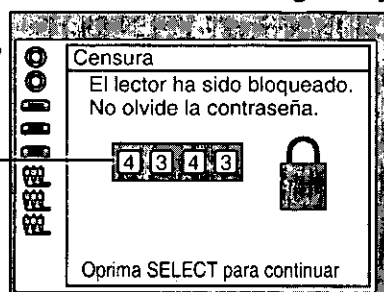 Censura
El lector ha sido bloqueado.
No olvide la contraseña.
4 3 4 3
Oprima SELECT para continuar